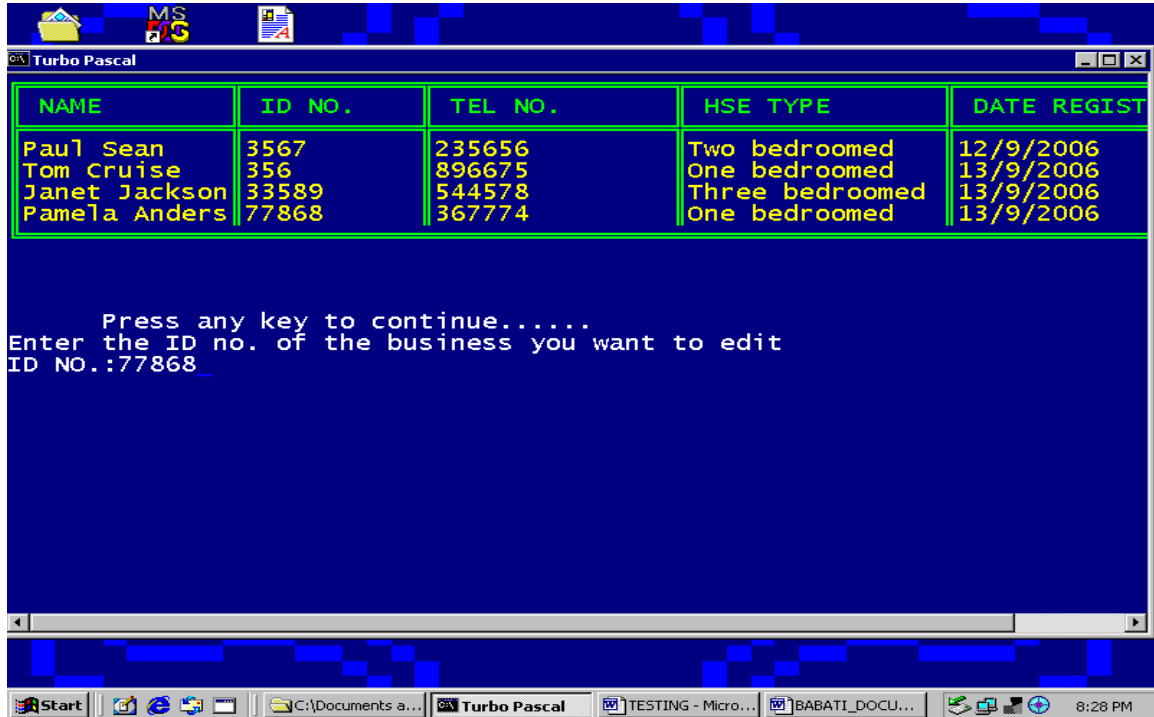 MS
Turbo Pascal
NAME ID NO. TEL NO. HSE TYPE DATE REGIST
Paul Sean 3567 235656 Two bedroomed 12/9/2006
Tom Cruise 356 896675 One bedroomed 13/9/2006
Janet Jackson 33589 544578 Three bedroomed 13/9/2006
Pamela Anders 77868 367774 One bedroomed 13/9/2006
Press any key to continue......
Enter the ID no. of the business you want to edit
ID NO.:77868_
Start C:\Documents a... Turbo Pascal TESTING - Micro... BABATI_DOCU... 8:28 PM